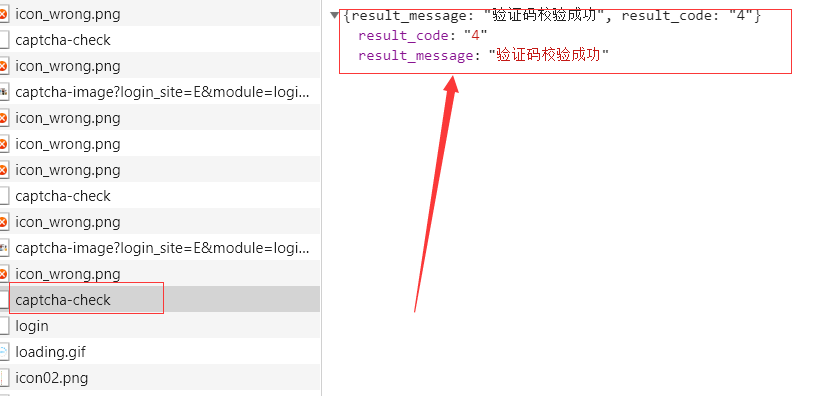 icon_wrong.png
captcha-check
icon_wrong.png
captcha-image?login_site=E&module=logi...
icon_wrong.png
icon_wrong.png
icon_wrong.png
captcha-check
icon_wrong.png
captcha-image?login_site=E&module=logi...
icon_wrong.png
captcha-check
login
loading.gif
icon02.png
{result_message: "验证码校验成功", result_code: "4"}
result_code: "4"
result_message: "验证码校验成功"